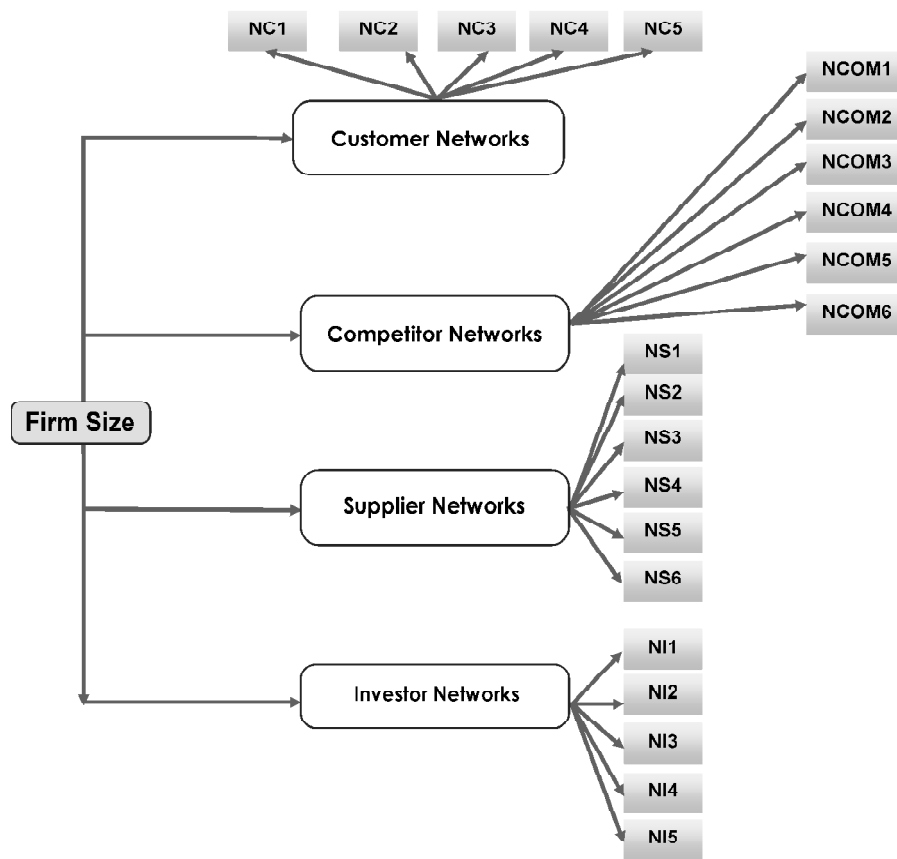 NC1
NC2
NC3
NC4
NC5
Customer Networks
NCOM1
NCOM2
NCOM3
NCOM4
NCOM5
NCOM6
Competitor Networks
Firm Size
NS1
NS2
NS3
NS4
NS5
NS6
Supplier Networks
NI1
NI2
NI3
NI4
NI5
Investor Networks